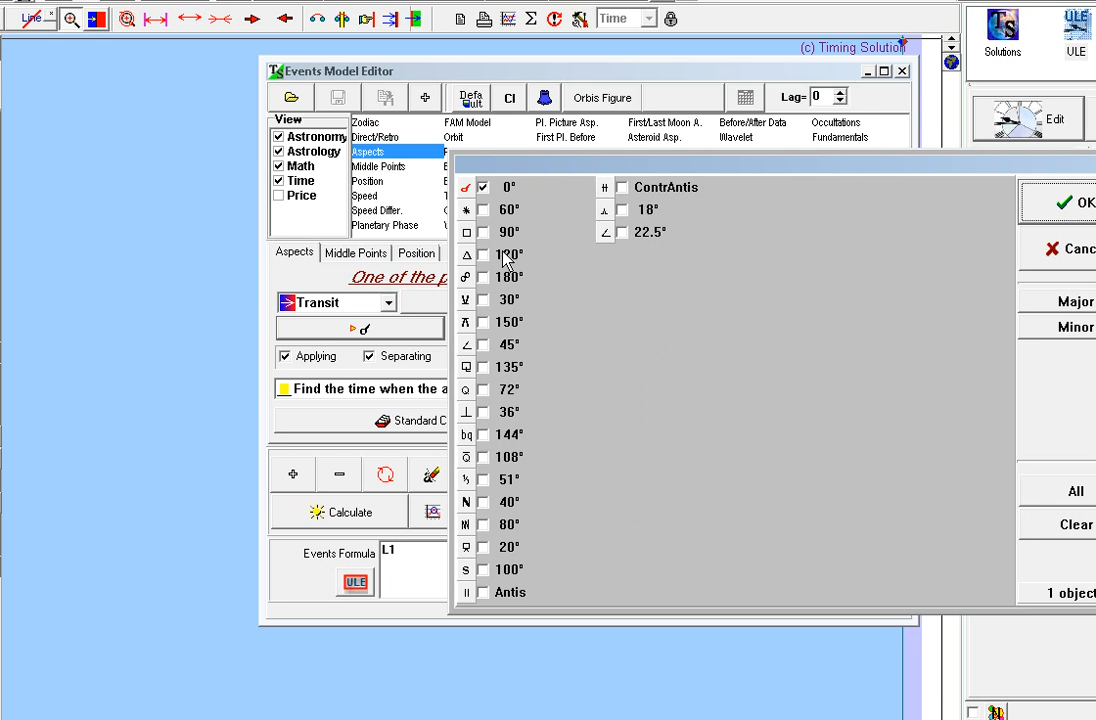 Line
Time
(c) Timing Solution
Solutions
ULE
Edit
Events Model Editor
Defa
ult
CI
Orbis Figure
Lag= 0
View
Astronomy
Astrology
Math
Time
Price
Zodiac
FAM Model
Pl. Picture Asp.
First/Last Moon A.
Before/After Data
Occultations
Direct/Retro
Orbit
First Pl. Before
Asteroid Asp.
Wavelet
Fundamentals
Aspects
Middle Points
Position
Speed
Speed Differ.
Planetary Phase
Aspects
Middle Points
Position
One of the p
Transit
Applying
Separating
Find the time when the a
Standard C
Calculate
Events Formula
L1
ULE
0°
60°
90°
180°
30°
150°
45°
135°
72°
36°
bq 144°
108°
51°
40°
80°
20°
S 100°
Antis
ContrAntis
18°
22.5°
OK
Canc
Major
Minor
All
Clear
1 object